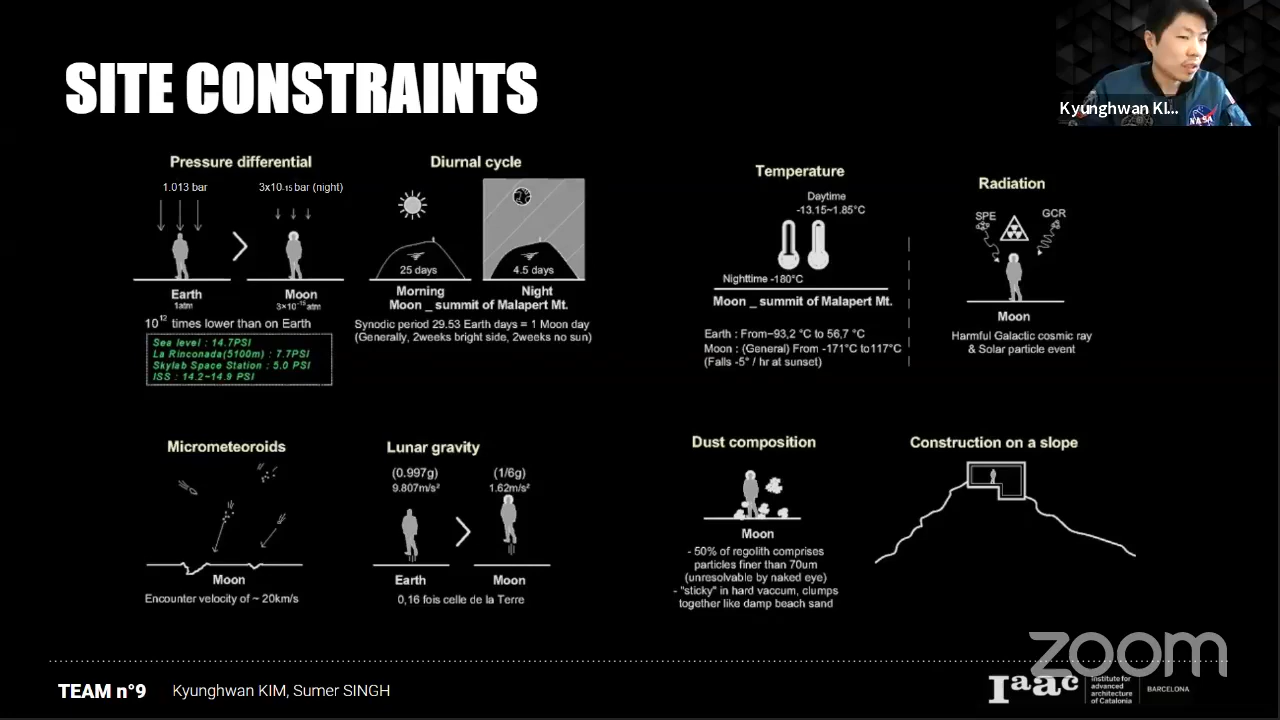 SITE CONSTRAINTS
Kyunghwan KI...
NASA
Pressure differential
1.013 bar
3x10-15 bar (night)
Earth
1atm
Moon
3×10⁻¹⁵ atm
10¹² times lower than on Earth
Sea level : 14.7PSI
La Rinconada(5100m) : 7.7PSI
Skylab Space Station : 5.0 PSI
ISS : 14.2~14.9 PSI
Diurnal cycle
25 days
4.5 days
Morning
Night
Moon _ summit of Malapert Mt.
Synodic period 29.53 Earth days = 1 Moon day
(Generally, 2weeks bright side, 2weeks no sun)
Temperature
Daytime
-13.15~1.85°C
Nighttime -180°C
Moon _ summit of Malapert Mt.
Earth : From−93,2 °C to 56,7 °C
Moon : (General) From -171°C to117°C
(Falls -5° / hr at sunset)
Radiation
SPE
GCR
Moon
Harmful Galactic cosmic ray
& Solar particle event
Micrometeoroids
Moon
Encounter velocity of ~ 20km/s
Lunar gravity
(0.997g)
9.807m/s²
(1/6g)
1.62m/s²
Earth
Moon
0,16 fois celle de la Terre
Dust composition
Moon
- 50% of regolith comprises
particles finer than 70um
(unresolvable by naked eye)
- "sticky" in hard vaccum, clumps
together like damp beach sand
Construction on a slope
zoom
TEAM n°9
Kyunghwan KIM, Sumer SINGH
Iaac
Institute for
advanced
architecture
of Catalonia
BARCELONA